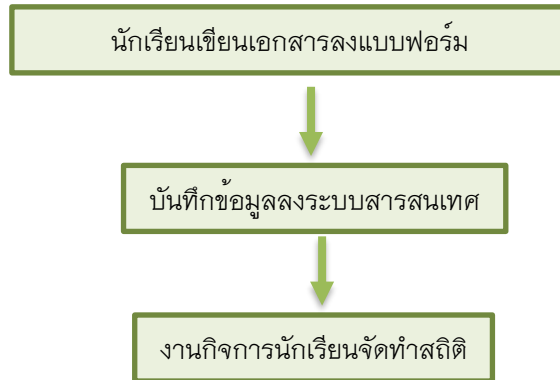 นักเรียนเขียนเอกสารลงแบบฟอร์ม
บันทึกข้อมูลลงระบบสารสนเทศ
งานกิจการนักเรียนจัดทำสถิติ